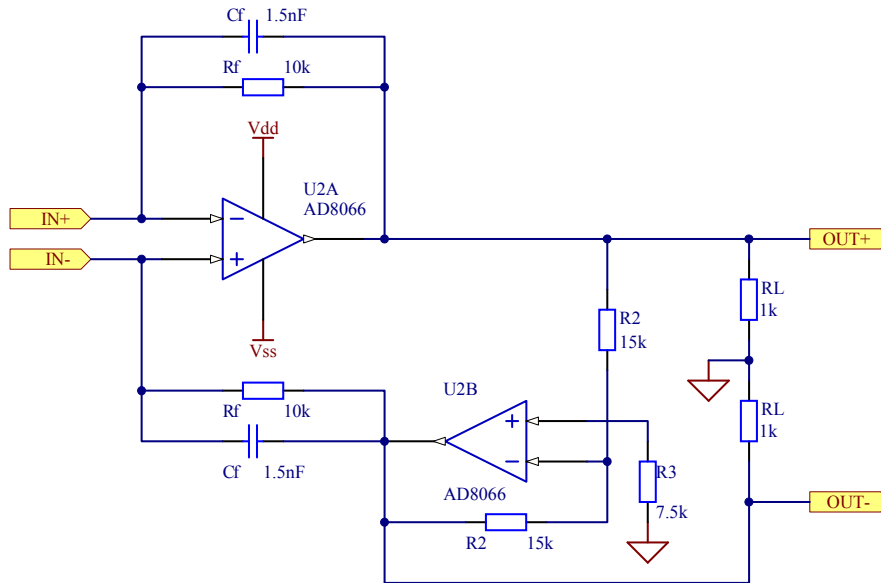 Cf 1.5nF
Rf 10k
Vdd
U2A
AD8066
IN+
IN-
−
+
OUT+
Vss
R2
15k
RL
1k
Rf 10k
Cf 1.5nF
U2B
+
−
AD8066
RL
1k
R3
7.5k
R2 15k
OUT-